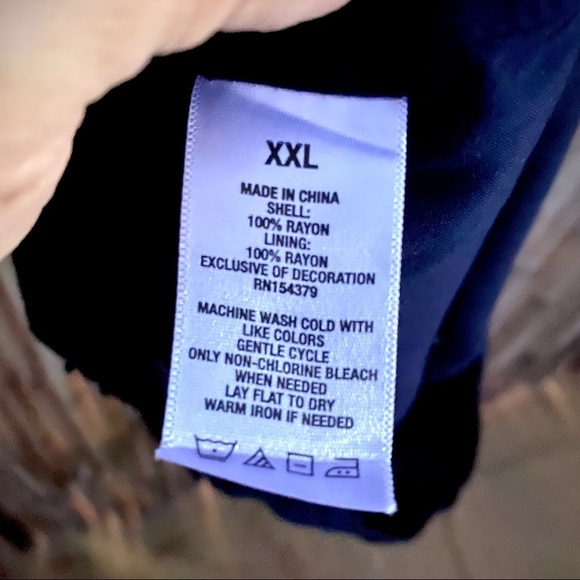 XXL
MADE IN CHINA
SHELL:
100% RAYON
LINING:
100% RAYON
EXCLUSIVE OF DECORATION
RN154379
MACHINE WASH COLD WITH
LIKE COLORS
GENTLE CYCLE
ONLY NON-CHLORINE BLEACH
WHEN NEEDED
LAY FLAT TO DRY
WARM IRON IF NEEDED